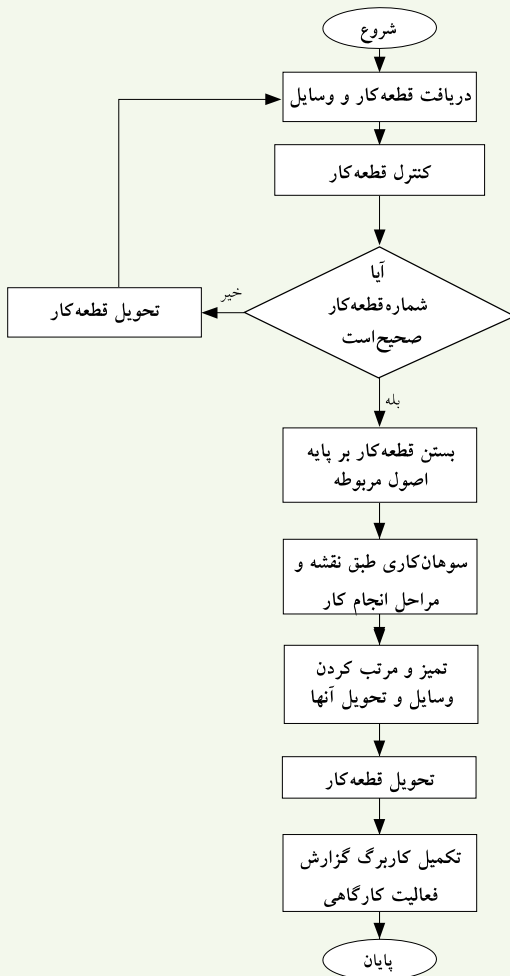 شروع
دریافت قطعه‌کار و وسایل
کنترل قطعه‌کار
آیا
شماره‌قطعه‌کار
صحیح‌است
خیر
تحویل قطعه‌کار
بله
بستن قطعه‌کار بر پایه
اصول مربوطه
سوهان‌کاری طبق نقشه و
مراحل انجام کار
تمیز و مرتب کردن
وسایل و تحویل آنها
تحویل قطعه‌کار
تکمیل کاربرگ گزارش
فعالیت کارگاهی
پایان